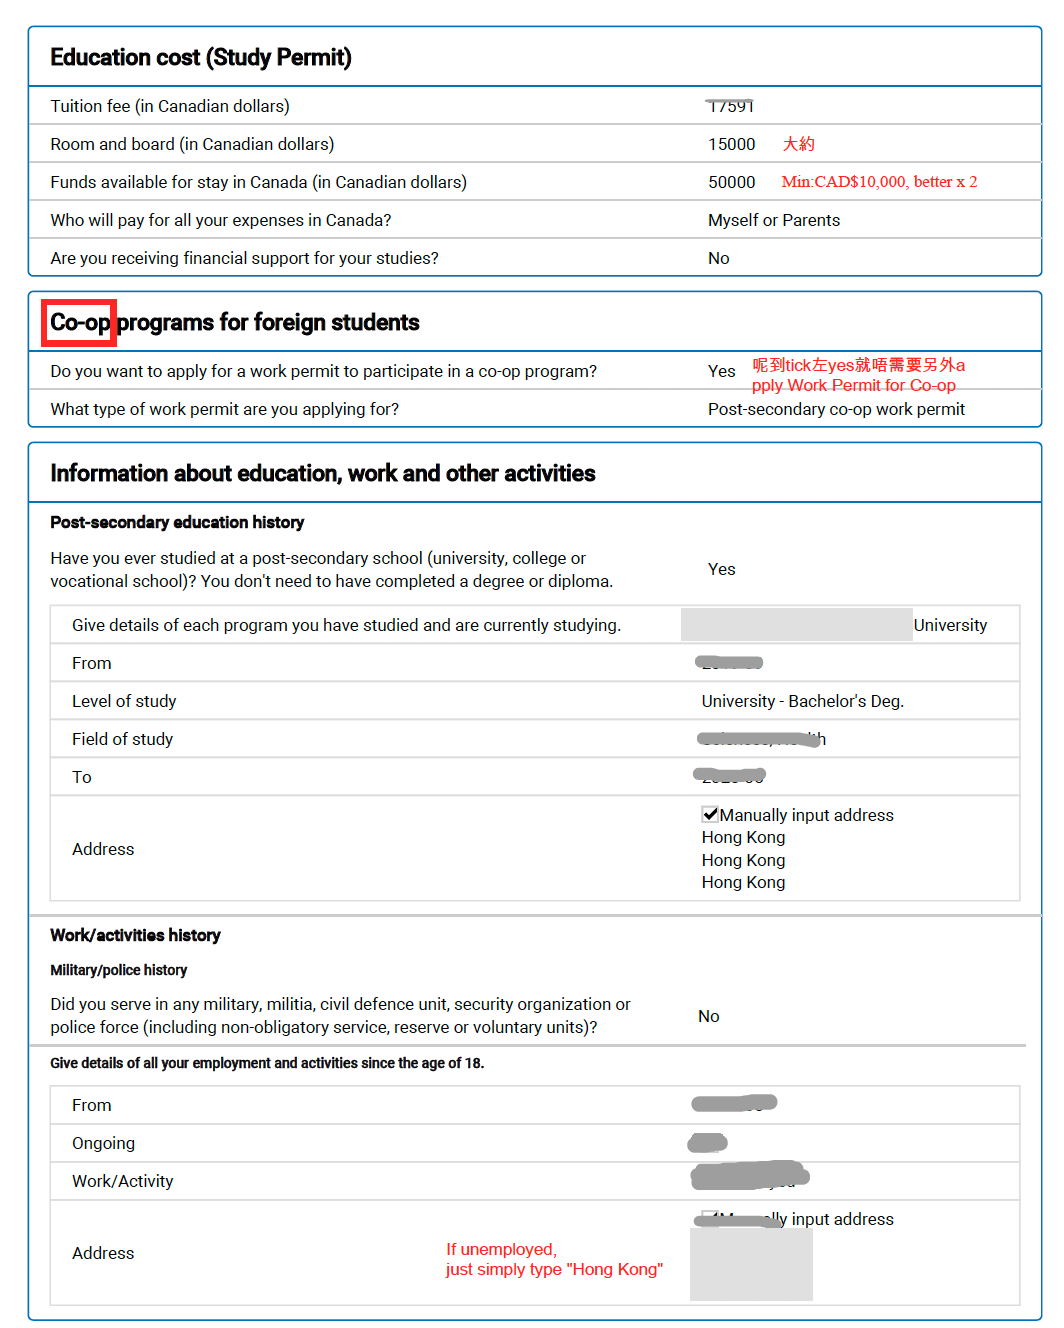 Education cost (Study Permit)
Tuition fee (in Canadian dollars) 17591
Room and board (in Canadian dollars) 15000 大約
Funds available for stay in Canada (in Canadian dollars) 50000 Min:CAD$10,000, better x 2
Who will pay for all your expenses in Canada? Myself or Parents
Are you receiving financial support for your studies? No
Co-op programs for foreign students
Do you want to apply for a work permit to participate in a co-op program? Yes 呢到tick左yes就唔需要另外a
pply Work Permit for Co-op
What type of work permit are you applying for? Post-secondary co-op work permit
Information about education, work and other activities
Post-secondary education history
Have you ever studied at a post-secondary school (university, college or
vocational school)? You don't need to have completed a degree or diploma. Yes
Give details of each program you have studied and are currently studying. University
From
Level of study University - Bachelor's Deg.
Field of study
To
Manually input address
Hong Kong
Address
Hong Kong
Hong Kong
Work/activities history
Military/police history
Did you serve in any military, militia, civil defence unit, security organization or
police force (including non-obligatory service, reserve or voluntary units)? No
Give details of all your employment and activities since the age of 18.
From
Ongoing
Work/Activity
input address
Address
If unemployed,
just simply type "Hong Kong"